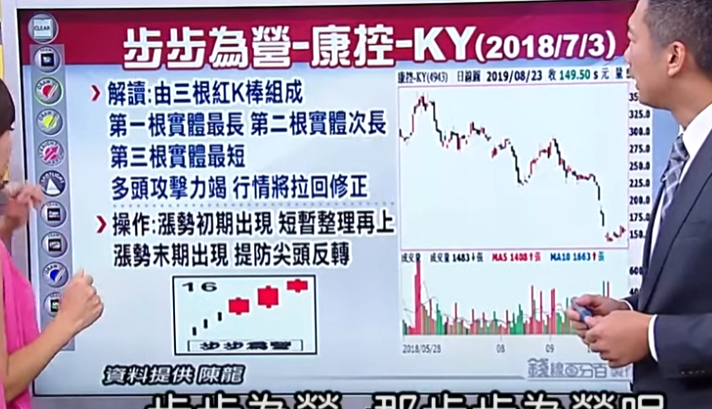 CLEAR
步步為營-康控-KY(2018/7/3)
解讀:由三根紅K棒組成
第一根實體最長 第二根實體次長
第三根實體最短
多頭攻擊力竭 行情將拉回修正
操作:漲勢初期出現 短暫整理再上
漲勢末期出現 提防尖頭反轉
16
步步為營
資料提供 陳龍
康控-KY(4943) 日線圖 2019/08/23 收 149.50 s 元 量
325.0
300.0
275.0
250.0
225.0
200.0
175.0
150.0
成交量 成交量 1483↓張 MA5 1408↑張 MA10 1663↑張
2018/05/28 08 09 10
錢線百分百
步步為營 那步步為營呢